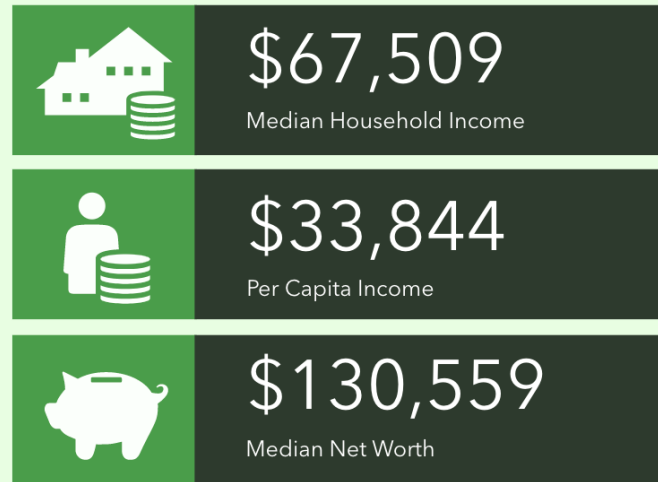 $67,509
Median Household Income
$33,844
Per Capita Income
$130,559
Median Net Worth